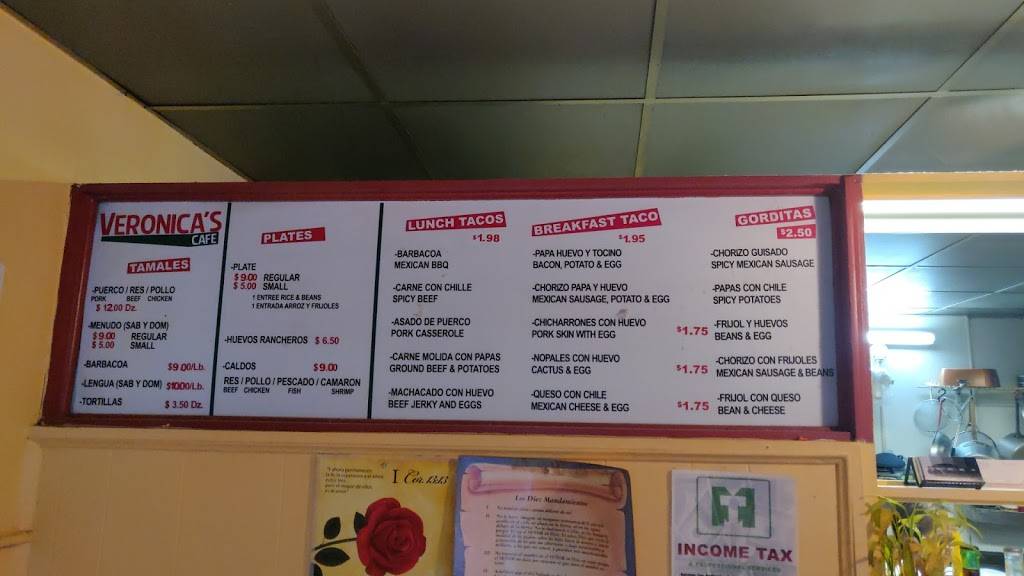 VERONICA'S
CAFE
TAMALES
-PUERCO / RES / POLLO
PORK BEEF CHICKEN
$ 12.00 Dz.
-MENUDO (SAB Y DOM)
$ 9.00 REGULAR
$ 5.00 SMALL
-BARBACOA $9.00/Lb.
-LENGUA (SAB Y DOM) $10.00/Lb.
-TORTILLAS $ 3.50 Dz.
PLATES
-PLATE
$ 9.00 REGULAR
$ 5.00 SMALL
1 ENTREE RICE & BEANS
1 ENTRADA ARROZ Y FRIJOLES
-HUEVOS RANCHEROS $ 6.50
-CALDOS $9.00
RES / POLLO / PESCADO / CAMARON
BEEF CHICKEN FISH SHRIMP
LUNCH TACOS
$1.98
-BARBACOA
MEXICAN BBQ
-CARNE CON CHILLE
SPICY BEEF
-ASADO DE PUERCO
PORK CASSEROLE
-CARNE MOLIDA CON PAPAS
GROUND BEEF & POTATOES
-MACHACADO CON HUEVO
BEEF JERKY AND EGGS
BREAKFAST TACO
$1.95
-PAPA HUEVO Y TOCINO
BACON, POTATO & EGG
-CHORIZO PAPA Y HUEVO
MEXICAN SAUSAGE, POTATO & EGG
-CHICHARRONES CON HUEVO
PORK SKIN WITH EGG
-NOPALES CON HUEVO
CACTUS & EGG
-QUESO CON CHILE
MEXICAN CHEESE & EGG
GORDITAS
$2.50
-CHORIZO GUISADO
SPICY MEXICAN SAUSAGE
-PAPAS CON CHILE
SPICY POTATOES
$1.75 -FRIJOL Y HUEVOS
BEANS & EGG
$1.75 -CHORIZO CON FRIJOLES
MEXICAN SAUSAGE & BEANS
$1.75 -FRIJOL CON QUESO
BEAN & CHEESE
I Cor. 13:13
Los Diez Mandamientos
INCOME TAX
& PROFESSIONAL SERVICES